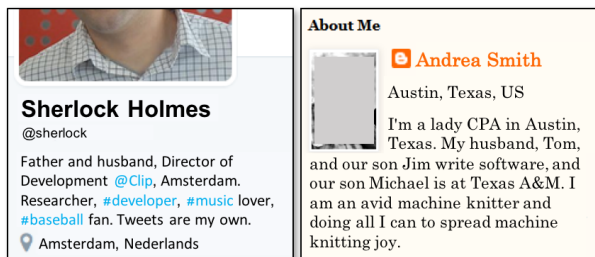 Sherlock Holmes
@sherlock
Father and husband, Director of
Development @Clip, Amsterdam.
Researcher, #developer, #music lover,
#baseball fan. Tweets are my own.
Amsterdam, Nederlands
About Me
Andrea Smith
Austin, Texas, US
I'm a lady CPA in Austin,
Texas. My husband, Tom,
and our son Jim write software, and
our son Michael is at Texas A&M. I
am an avid machine knitter and
doing all I can to spread machine
knitting joy.